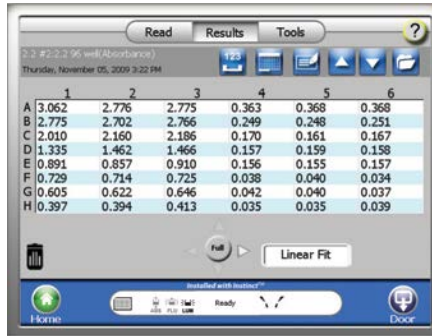 Read Results Tools ?
2.2 #2:2.2 96 well(Absorbance)
Thursday, November 05, 2009 3:22 PM
123
1 2 3 4 5 6
A 3.062 2.776 2.775 0.363 0.368 0.368
B 2.775 2.702 2.766 0.249 0.248 0.251
C 2.010 2.160 2.186 0.170 0.161 0.167
D 1.335 1.462 1.466 0.157 0.159 0.158
E 0.891 0.857 0.910 0.156 0.155 0.157
F 0.729 0.714 0.725 0.038 0.040 0.034
G 0.605 0.622 0.646 0.042 0.040 0.037
H 0.397 0.394 0.413 0.035 0.035 0.039
Full
Linear Fit
Installed with Instinct™
ABS FLU LUM Ready
Home Door